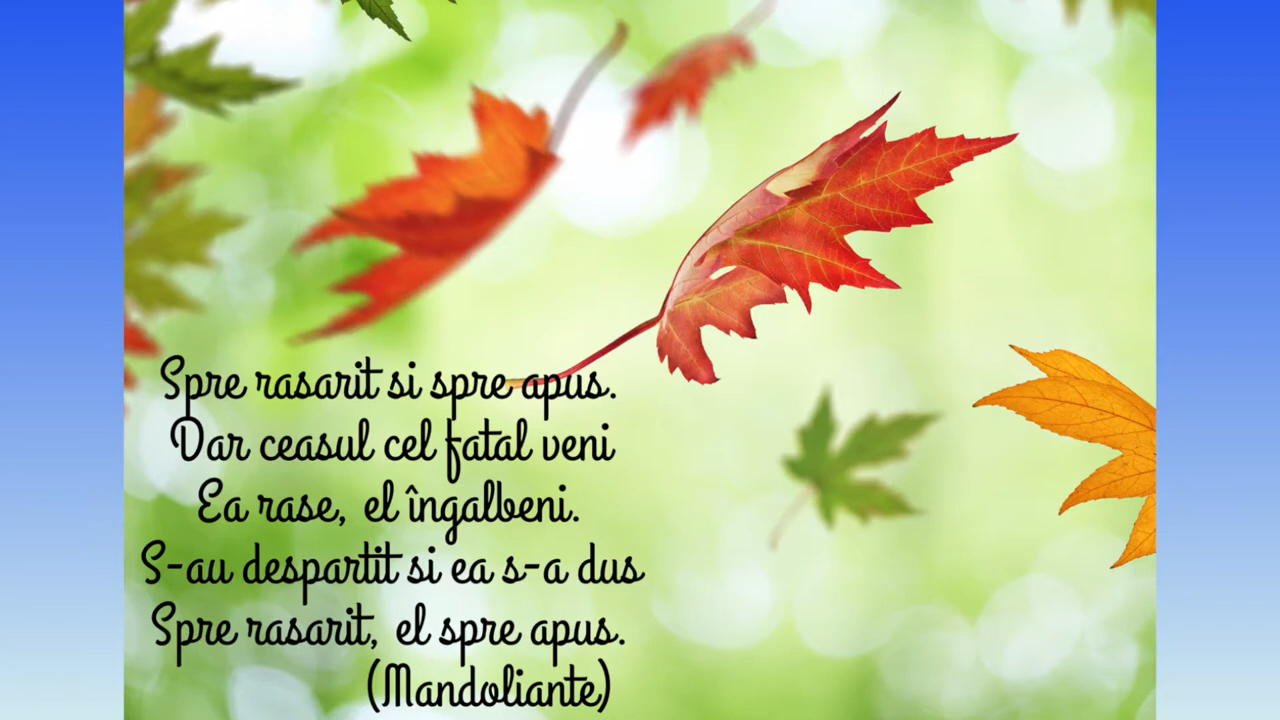 Spre rasarit si spre apus.
Dar ceasul cel fatal veni
Ea rase, el îngalbeni.
S-au despartit si ea s-a dus
Spre rasarit, el spre apus.
(Mandoliante)